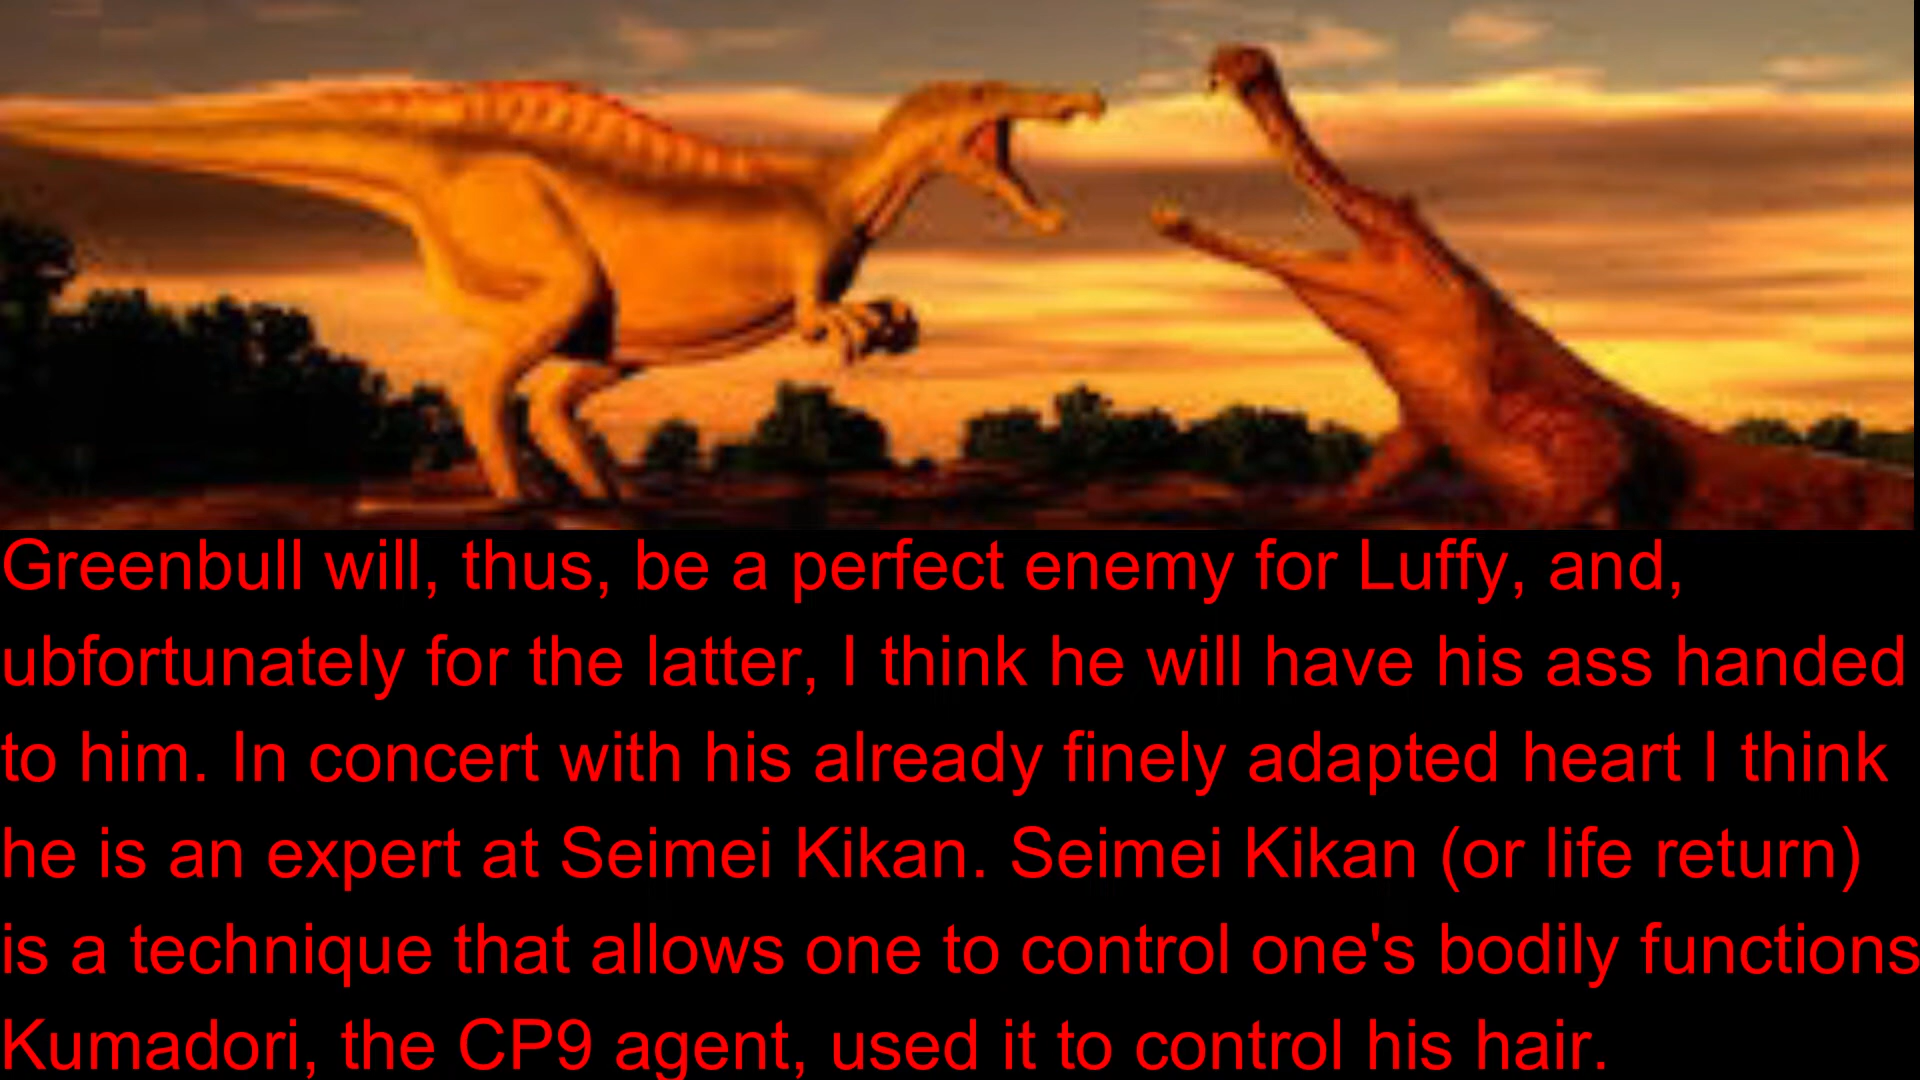 Greenbull will, thus, be a perfect enemy for Luffy, and,
ubfortunately for the latter, I think he will have his ass handed
to him. In concert with his already finely adapted heart I think
he is an expert at Seimei Kikan. Seimei Kikan (or life return)
is a technique that allows one to control one's bodily functions
Kumadori, the CP9 agent, used it to control his hair.